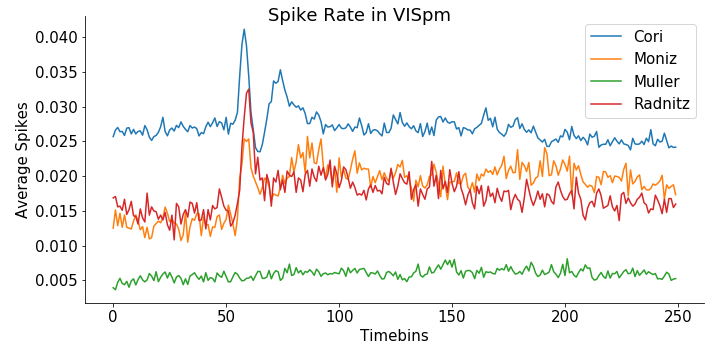 Spike Rate in VISpm
Average Spikes
0.040
0.035
0.030
0.025
0.020
0.015
0.010
0.005
Cori
Moniz
Muller
Radnitz
0 50 100 150 200 250
Timebins